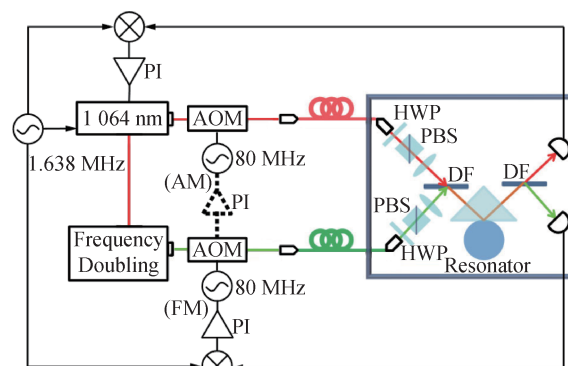 PI
1 064 nm
AOM
HWP
PBS
1.638 MHz
80 MHz
DF
DF
(AM)
PI
PBS
Frequency
Doubling
AOM
HWP
Resonator
80 MHz
(FM)
PI